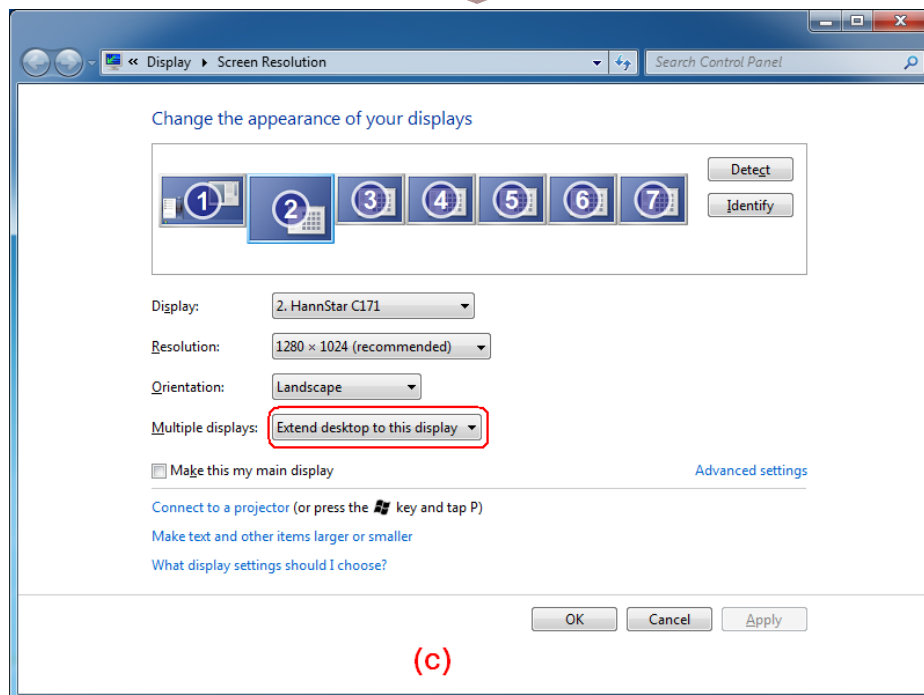 « Display ▸ Screen Resolution
Search Control Panel
Change the appearance of your displays
1 2 3 4 5 6 7
Detect
Identify
Display: 2. HannStar C171
Resolution: 1280 × 1024 (recommended)
Orientation: Landscape
Multiple displays: Extend desktop to this display
Make this my main display
Advanced settings
Connect to a projector (or press the key and tap P)
Make text and other items larger or smaller
What display settings should I choose?
OK Cancel Apply
(c)